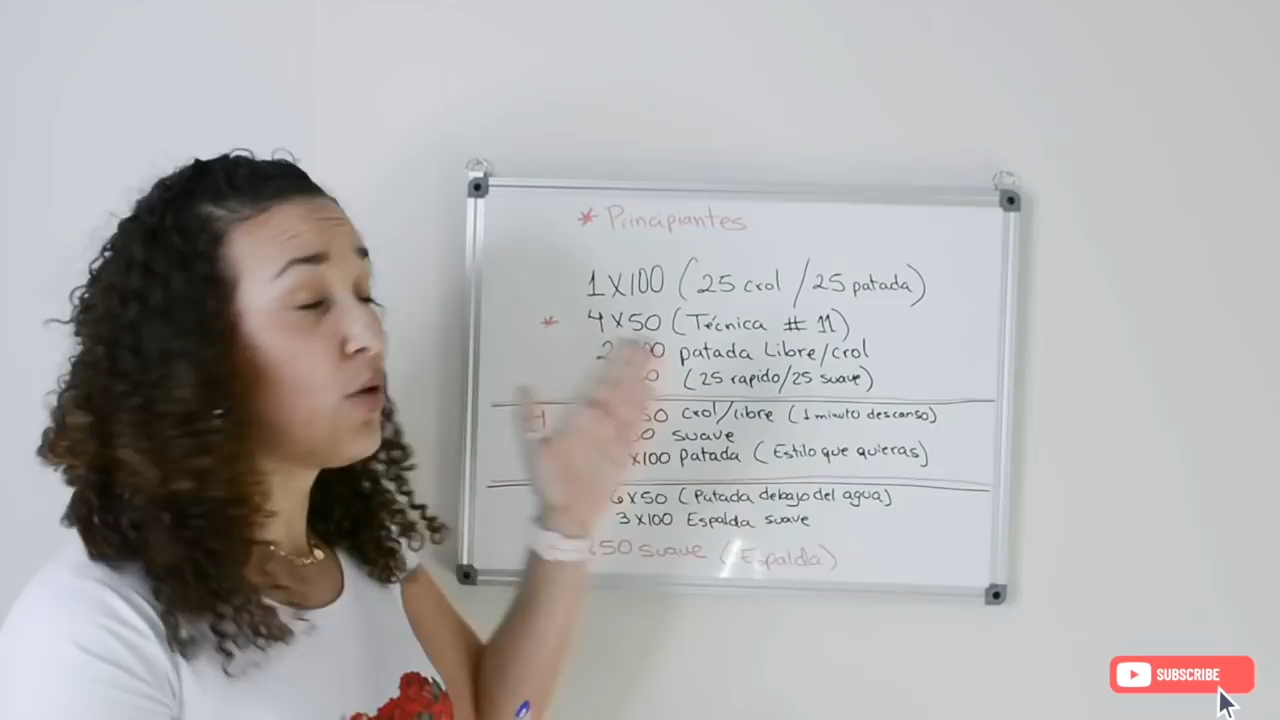 * Principiantes
1X100 (25 crol /25 patada)
* 4X50 (Técnica # 11)
patada Libre/crol
(25 rapido/25 suave)
50 crol/libre (1 minuto descanso)
suave
X100 patada (Estilo que quieras)
6X50 (Patada debajo del agua)
3X100 Espalda suave
50 suave (Espalda)
SUBSCRIBE